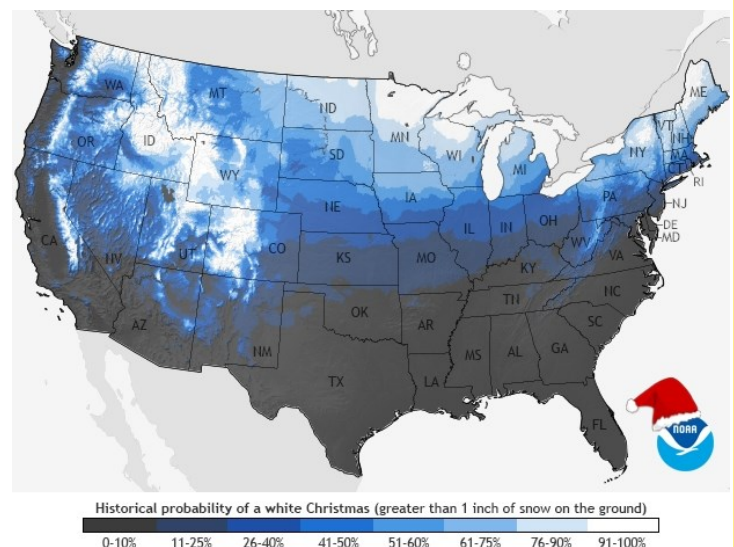 WA
MT
ND
ME
OR
ID
MN
VT
NH
SD
WI
NY
MA
WY
MI
CT
RI
IA
PA
NE
NJ
IL
IN
OH
DE
MD
CA
NV
UT
CO
KS
MO
WV
VA
KY
NC
TN
AZ
NM
OK
AR
SC
TX
MS
AL
GA
LA
FL
NOAA
Historical probability of a white Christmas (greater than 1 inch of snow on the ground)
0-10% 11-25% 26-40% 41-50% 51-60% 61-75% 76-90% 91-100%